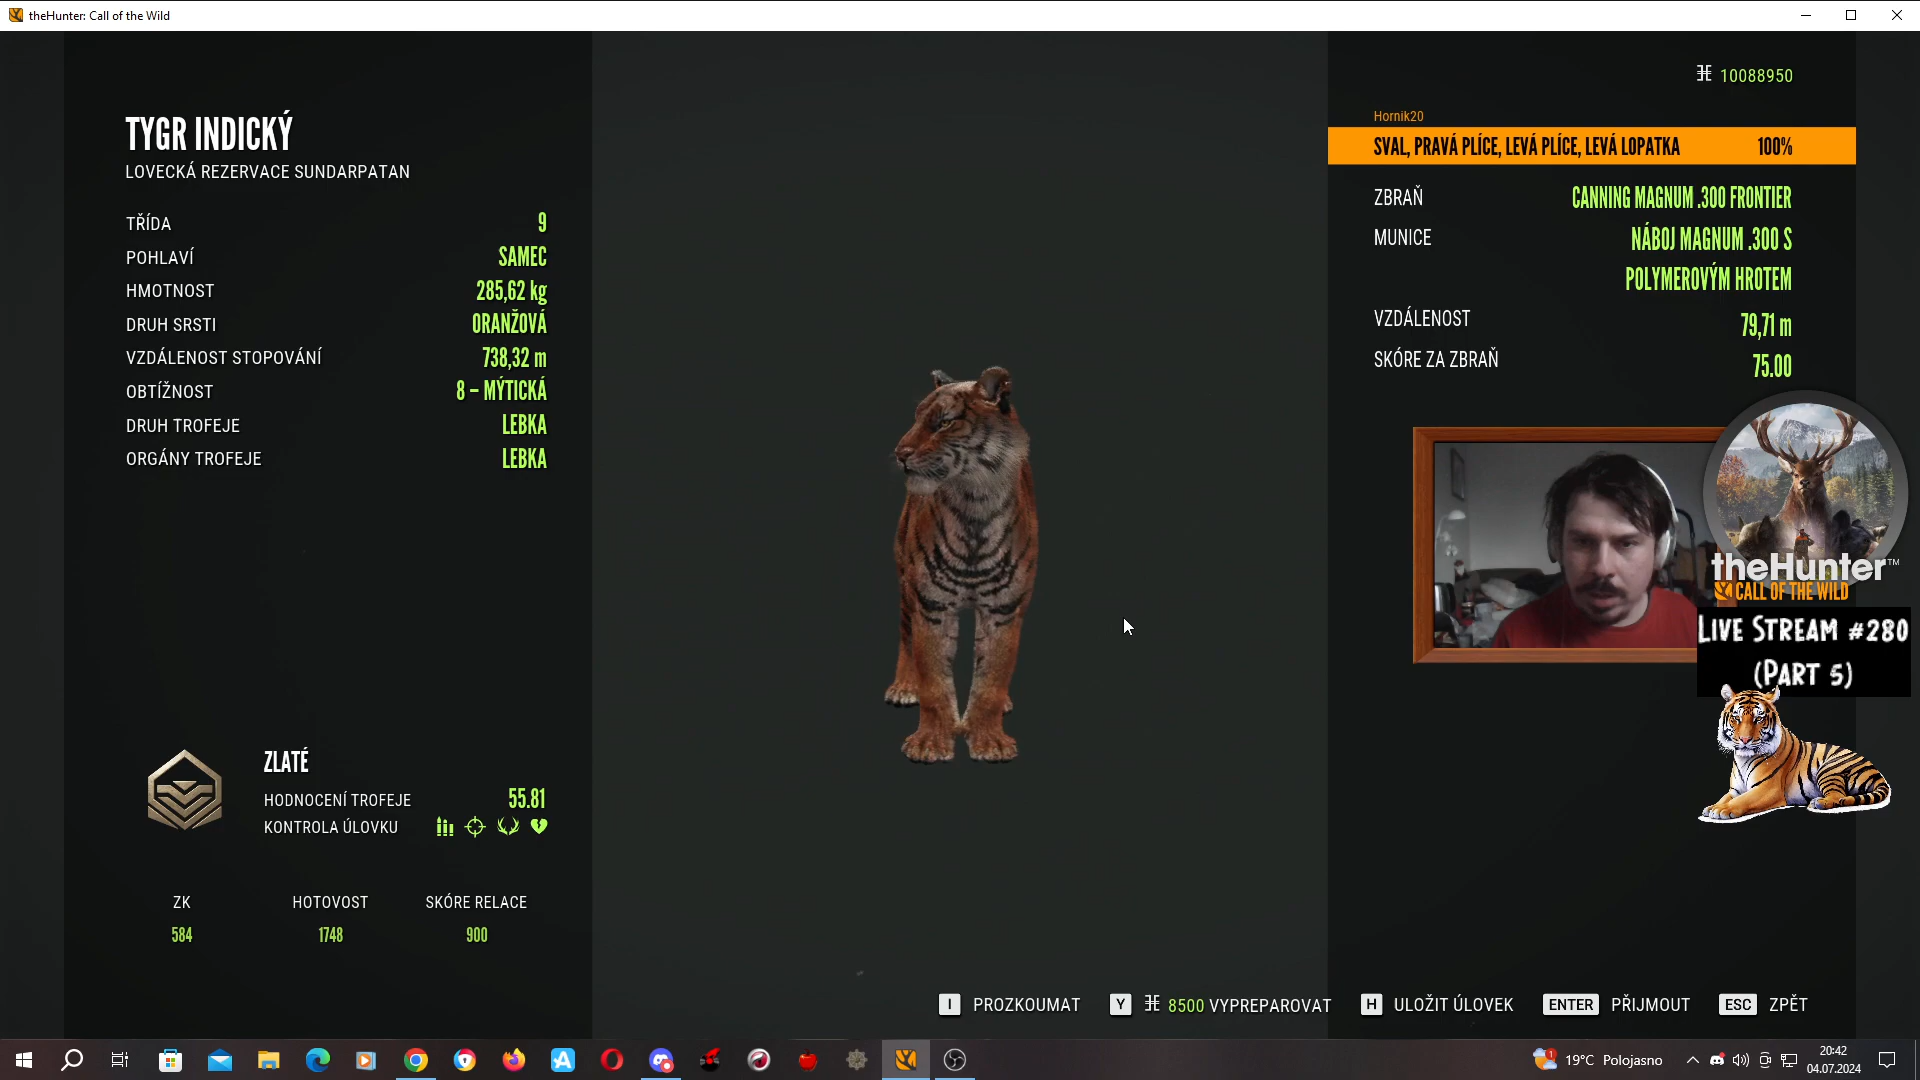 theHunter: Call of the Wild
10088950
TYGR INDICKÝ
LOVECKÁ REZERVACE SUNDARPATAN
TŘÍDA 9
POHLAVÍ SAMEC
HMOTNOST 285,62 kg
DRUH SRSTI ORANŽOVÁ
VZDÁLENOST STOPOVÁNÍ 738,32 m
OBTÍŽNOST 8 – MÝTICKÁ
DRUH TROFEJE LEBKA
ORGÁNY TROFEJE LEBKA
ZLATÉ
HODNOCENÍ TROFEJE 55.81
KONTROLA ÚLOVKU
ZK HOTOVOST SKÓRE RELACE
584 1748 900
Hornik20
SVAL, PRAVÁ PLÍCE, LEVÁ PLÍCE, LEVÁ LOPATKA 100%
ZBRAŇ CANNING MAGNUM .300 FRONTIER
MUNICE NÁBOJ MAGNUM .300 S
POLYMEROVÝM HROTEM
VZDÁLENOST 79,71 m
SKÓRE ZA ZBRAŇ 75.00
theHunter™
CALL OF THE WILD
LIVE STREAM #280
(PART 5)
I PROZKOUMAT Y 8500 VYPREPAROVAT H ULOŽIT ÚLOVEK ENTER PŘIJMOUT ESC ZPĚT
19°C Polojasno
20:42
04.07.2024